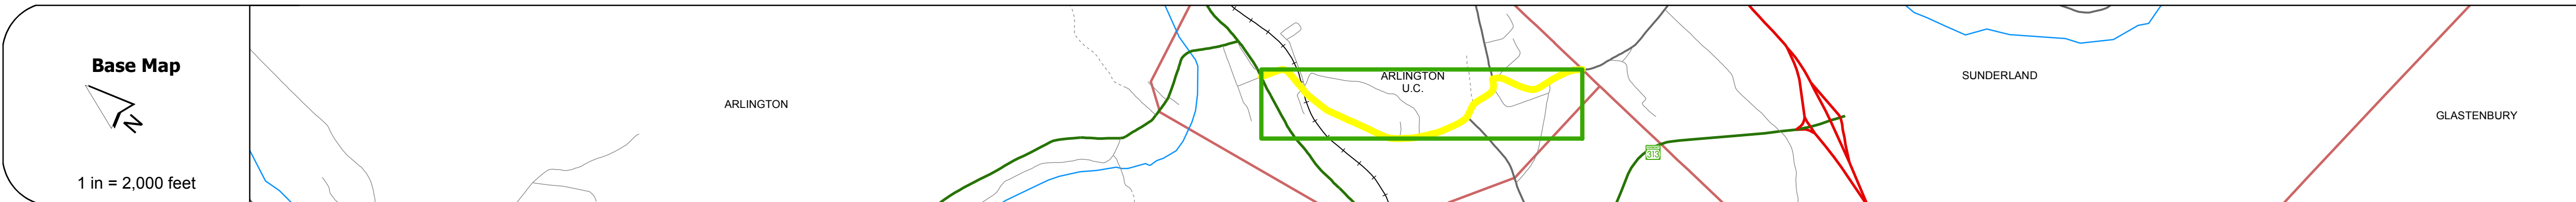 Base Map
N
1 in = 2,000 feet
ARLINGTON
ARLINGTON
U.C.
313
SUNDERLAND
GLASTENBURY